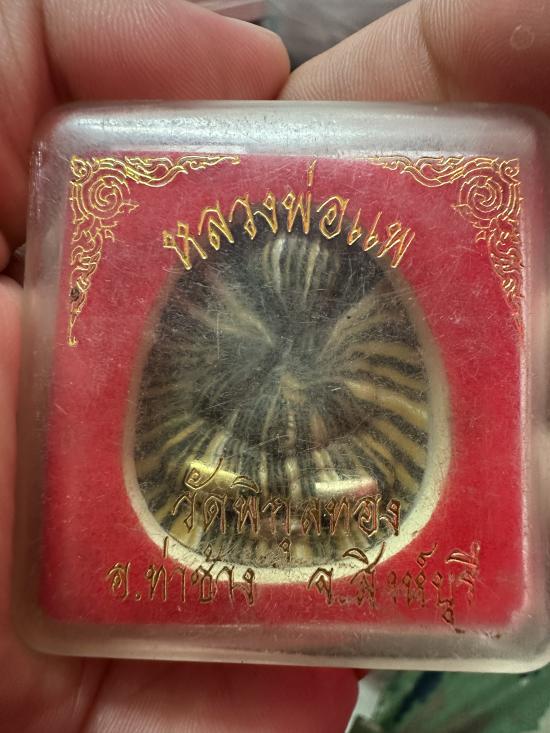 หลวงพ่อแพ
วัดพิกุลทอง
อ.ท่าช้าง จ.สิงห์บุรี